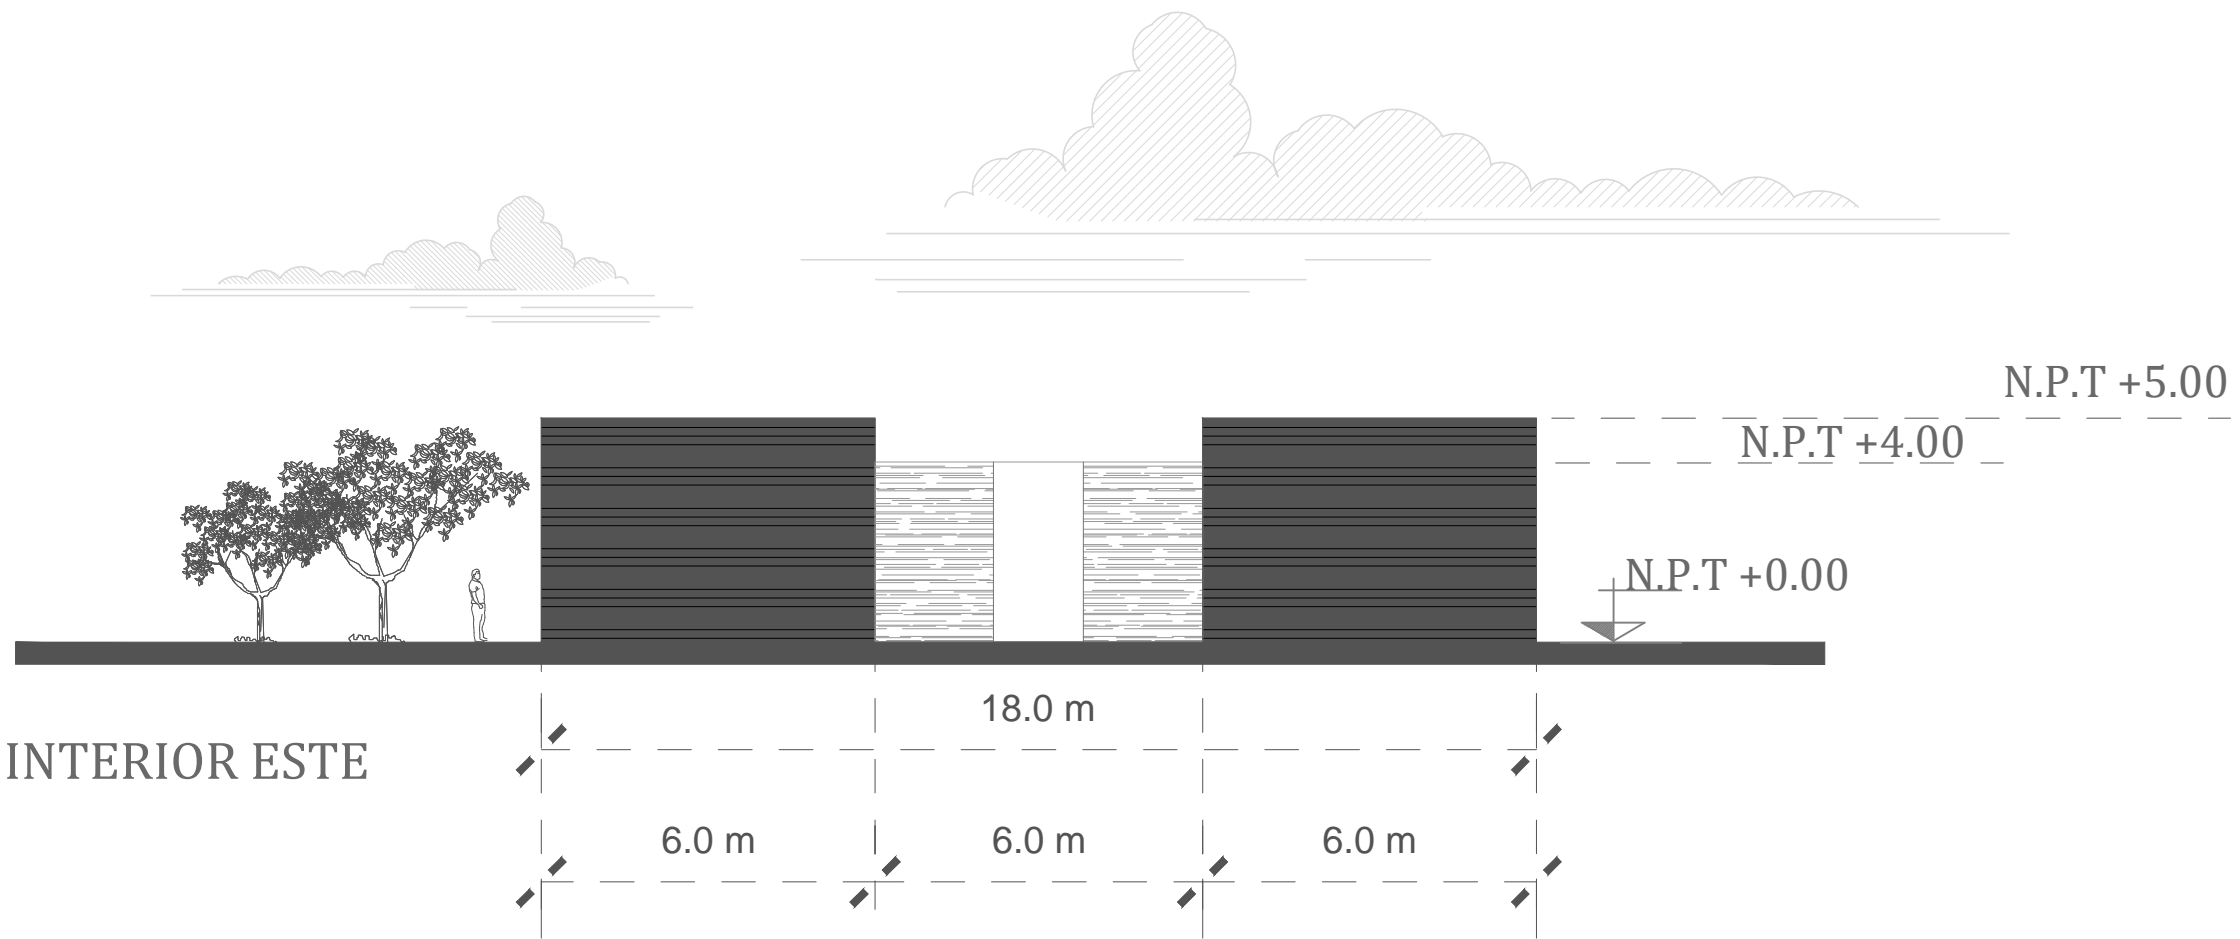 N.P.T +5.00
N.P.T +4.00
N.P.T +0.00
18.0 m
INTERIOR ESTE
6.0 m
6.0 m
6.0 m